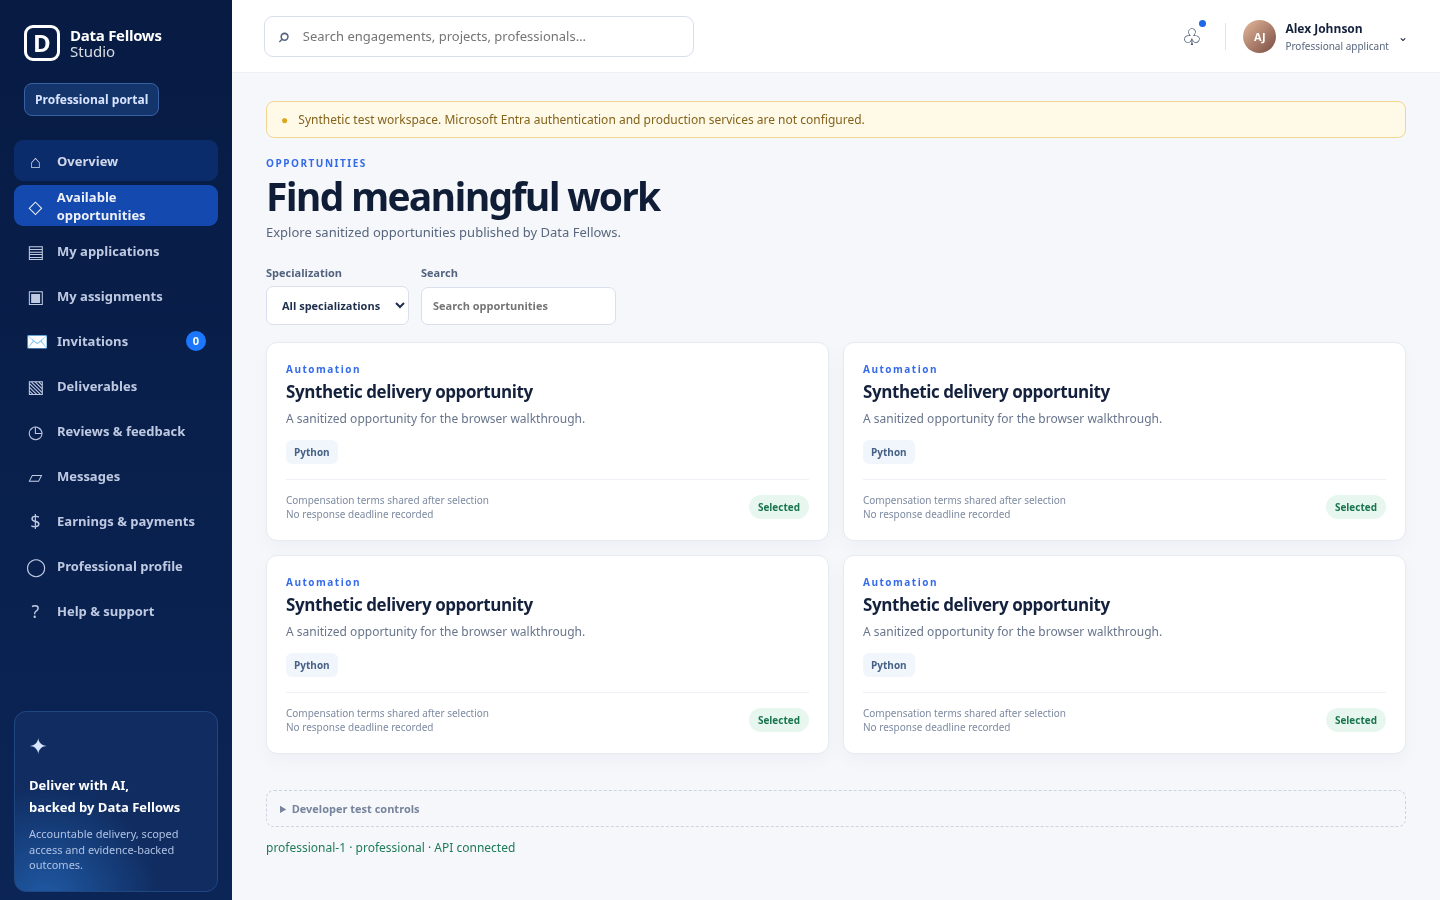 D
Data Fellows
Studio
Professional portal
Overview
Available
opportunities
My applications
My assignments
Invitations
0
Deliverables
Reviews & feedback
Messages
$ Earnings & payments
Professional profile
? Help & support
Deliver with AI,
backed by Data Fellows
Accountable delivery, scoped
access and evidence-backed
outcomes.
Search engagements, projects, professionals...
AJ
Alex Johnson
Professional applicant
Synthetic test workspace. Microsoft Entra authentication and production services are not configured.
OPPORTUNITIES
Find meaningful work
Explore sanitized opportunities published by Data Fellows.
Specialization
Search
All specializations
Search opportunities
Automation
Synthetic delivery opportunity
A sanitized opportunity for the browser walkthrough.
Python
Compensation terms shared after selection
No response deadline recorded
Selected
Automation
Synthetic delivery opportunity
A sanitized opportunity for the browser walkthrough.
Python
Compensation terms shared after selection
No response deadline recorded
Selected
Automation
Synthetic delivery opportunity
A sanitized opportunity for the browser walkthrough.
Python
Compensation terms shared after selection
No response deadline recorded
Selected
Automation
Synthetic delivery opportunity
A sanitized opportunity for the browser walkthrough.
Python
Compensation terms shared after selection
No response deadline recorded
Selected
Developer test controls
professional-1 · professional · API connected